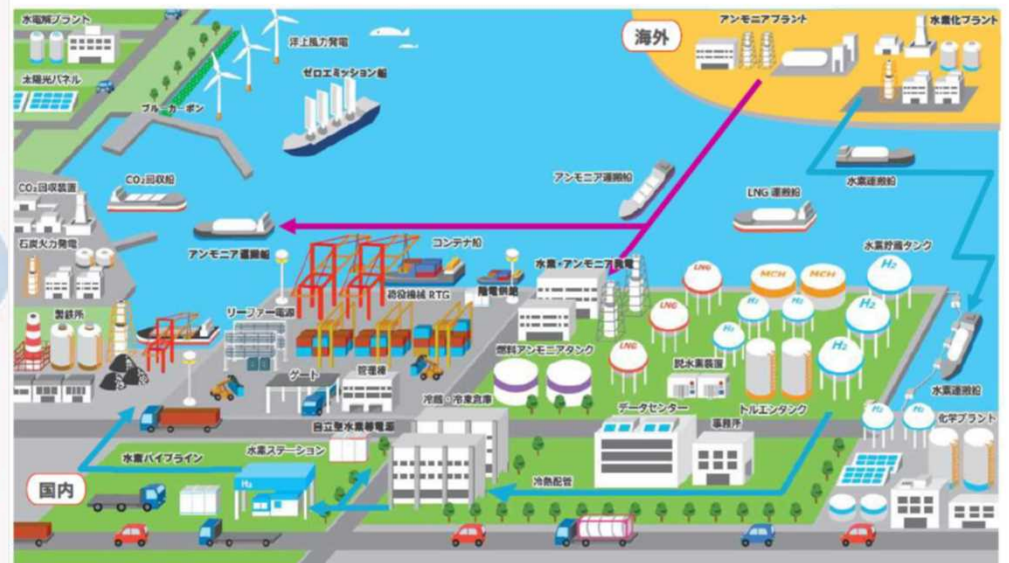 水電解プラント
洋上風力発電
海外
アンモニアプラント
水素化プラント
太陽光パネル
ゼロエミッション船
ブルーカーボン
CO₂回収装置
CO₂回収船
アンモニア運搬船
LNG 運搬船
水素運搬船
石炭火力発電
アンモニア運搬船
コンテナ船
水素・アンモニア発電
水素貯蔵タンク
荷役機械 RTG
陸電供給
LNG
MCH
MCH
H₂
製鉄所
リーファー電源
LNG
H₂
H₂
H₂
H₂
燃料アンモニアタンク
LNG
H₂
脱水素装置
水素運搬船
ゲート
管理棟
冷蔵・冷凍倉庫
データセンター
トルエンタンク
H₂
H₂
化学プラント
自立型水素等電源
事務所
水素パイプライン
水素ステーション
H₂
冷熱配管
国内